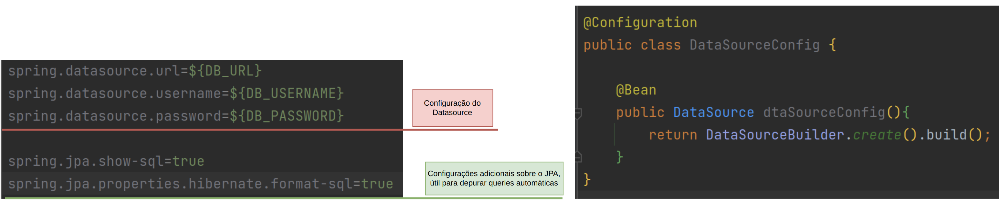 spring.datasource.url=${DB_URL}
spring.datasource.username=${DB_USERNAME}
spring.datasource.password=${DB_PASSWORD}
spring.jpa.show-sql=true
spring.jpa.properties.hibernate.format-sql=true
Configuração do
Datasource
Configurações adicionais sobre o JPA,
útil para depurar queries automáticas
@Configuration
public class DataSourceConfig {
@Bean
public DataSource dtaSourceConfig(){
return DataSourceBuilder.create().build();
}
}